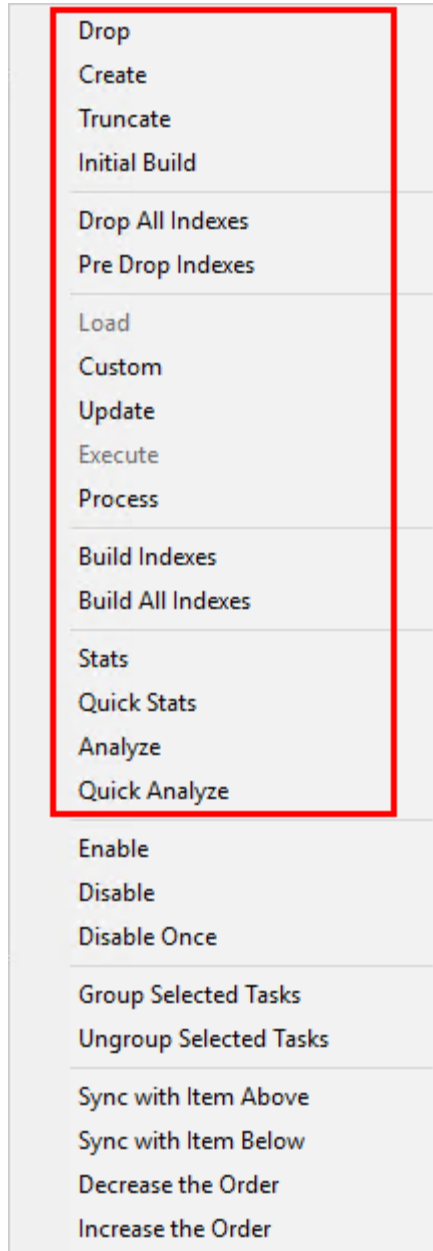 Drop
Create
Truncate
Initial Build
Drop All Indexes
Pre Drop Indexes
Load
Custom
Update
Execute
Process
Build Indexes
Build All Indexes
Stats
Quick Stats
Analyze
Quick Analyze
Enable
Disable
Disable Once
Group Selected Tasks
Ungroup Selected Tasks
Sync with Item Above
Sync with Item Below
Decrease the Order
Increase the Order